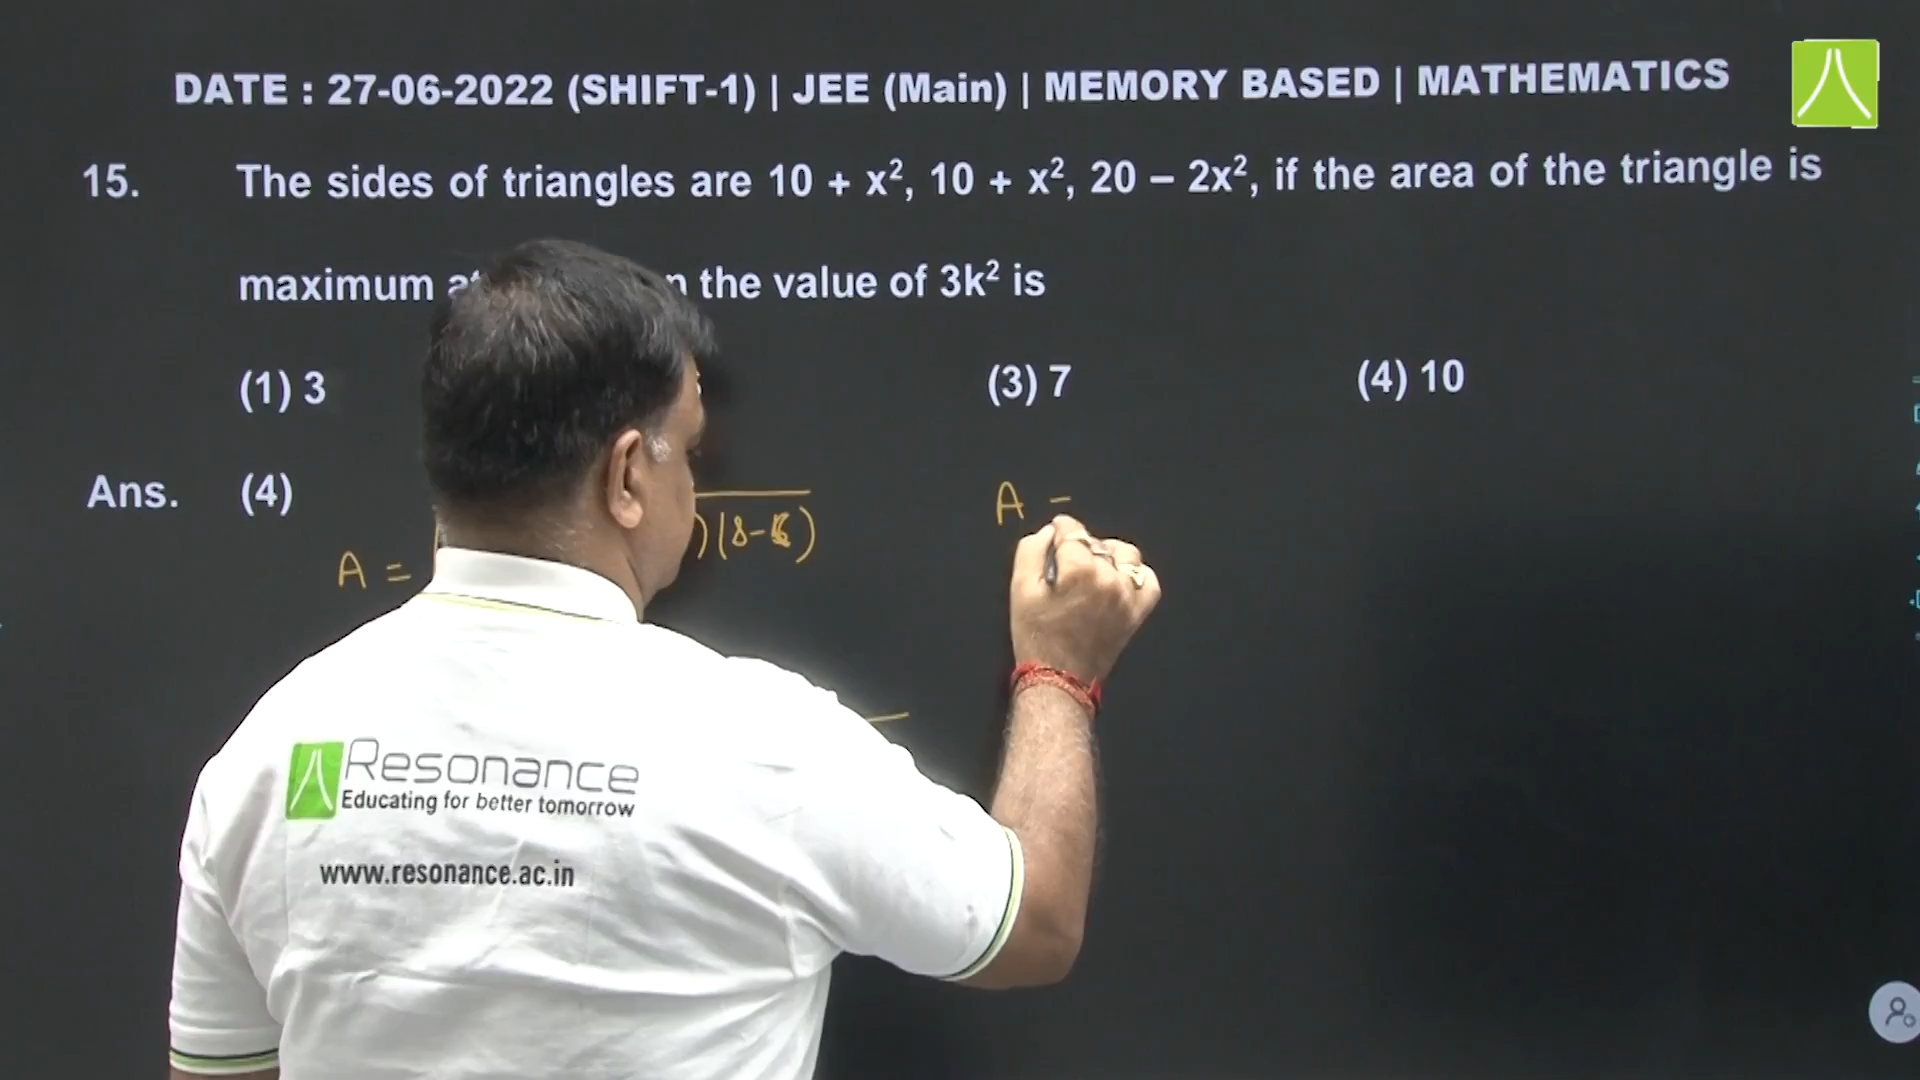 DATE : 27-06-2022 (SHIFT-1) | JEE (Main) | MEMORY BASED | MATHEMATICS
15. The sides of triangles are 10 + x², 10 + x², 20 – 2x², if the area of the triangle is
maximum the value of 3k² is
(1) 3 (3) 7 (4) 10
Ans. (4)
A =
A =
Resonance
Educating for better tomorrow
www.resonance.ac.in